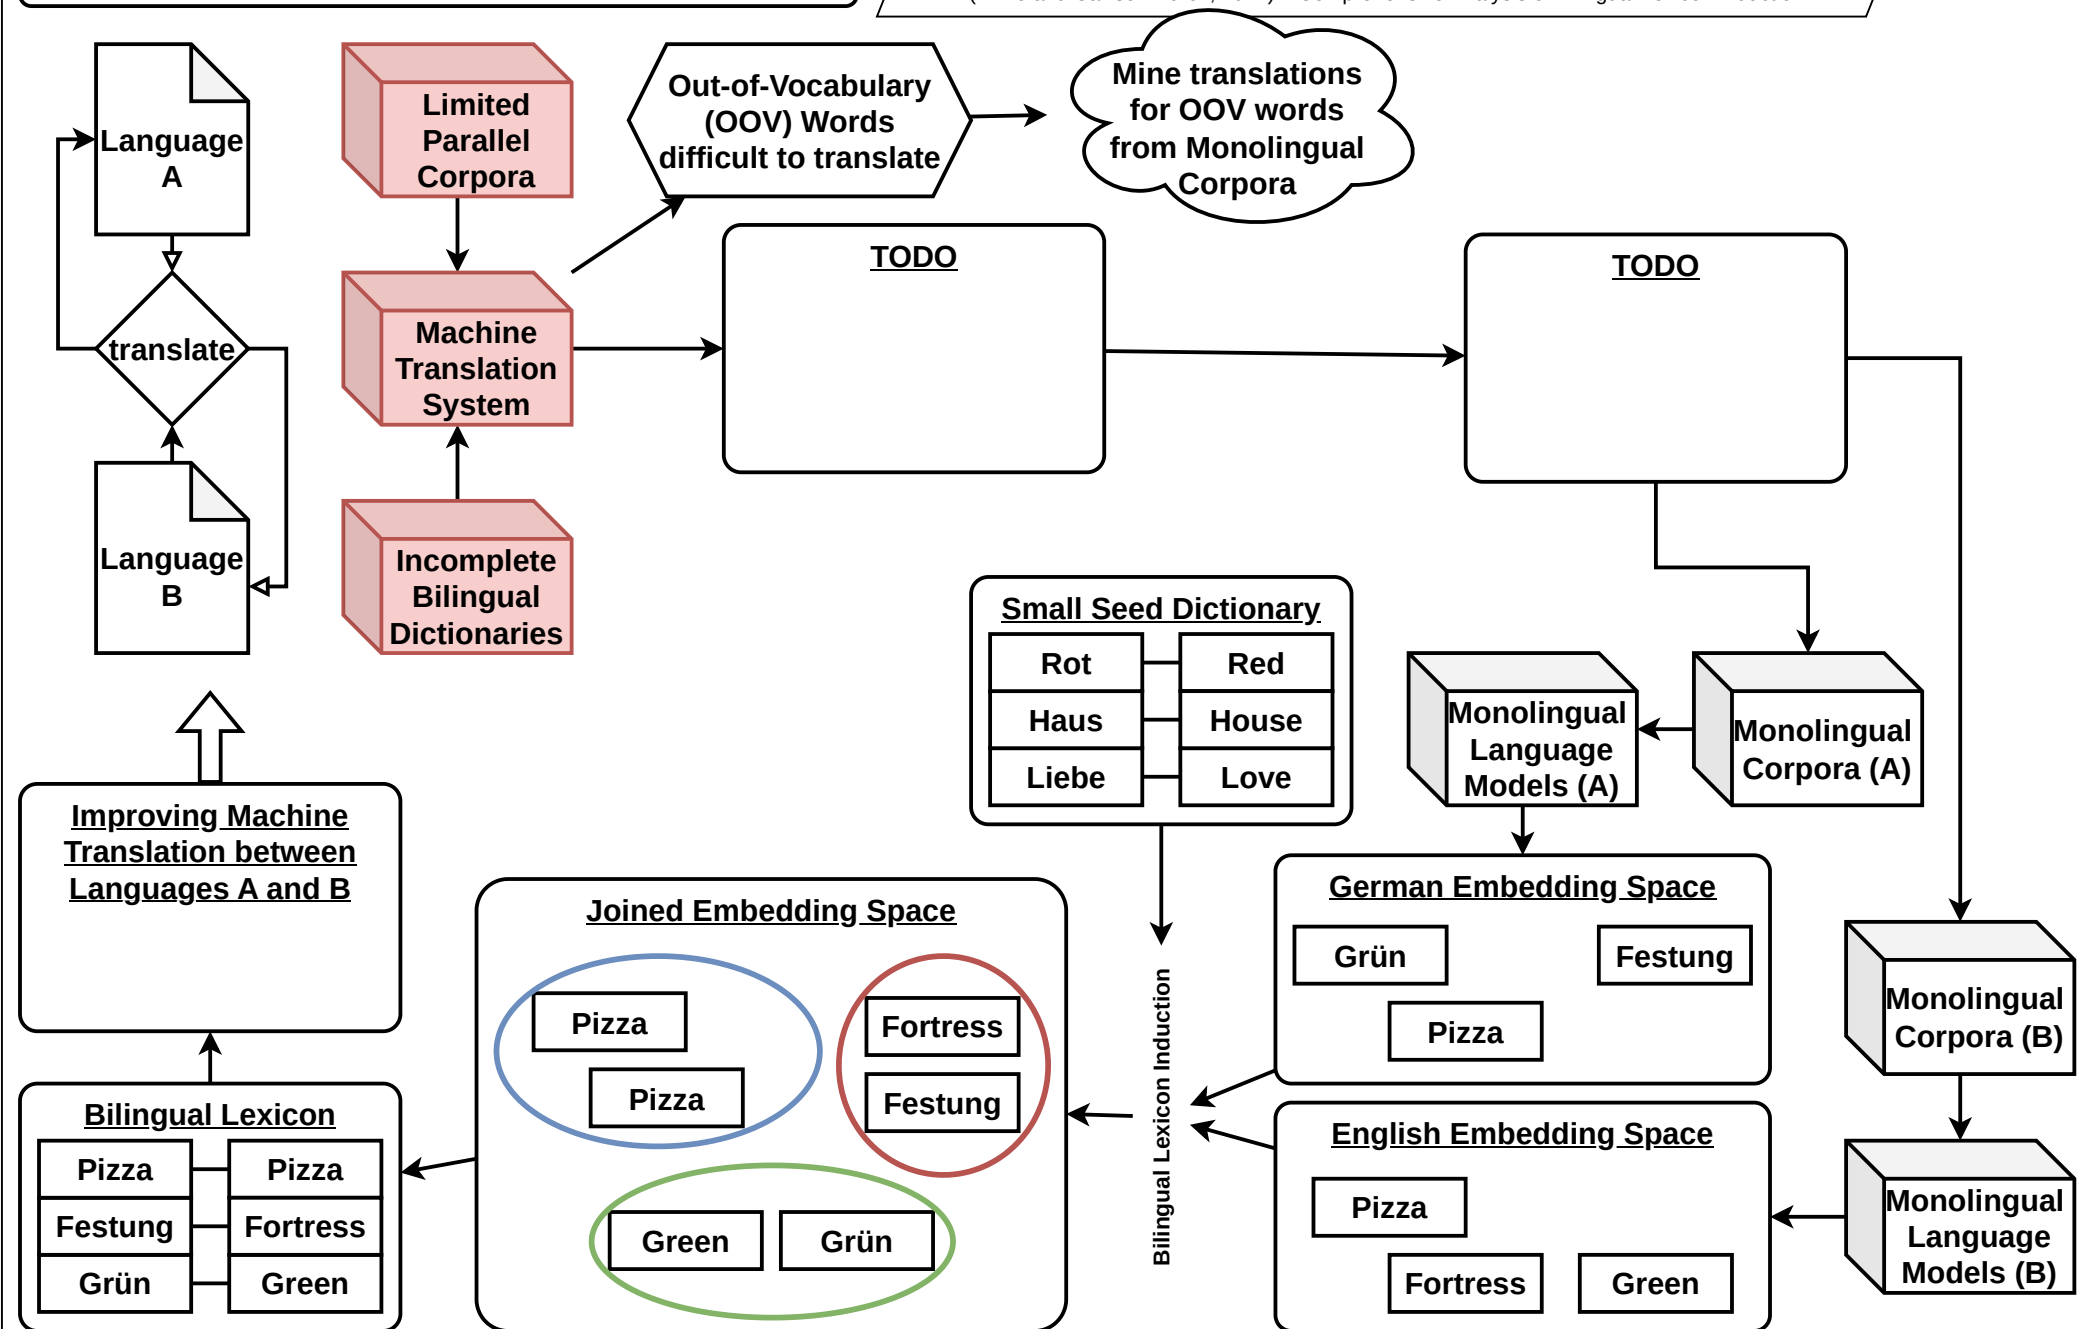 Language
A
translate
Language
B
Limited
Parallel
Corpora
Machine
Translation
System
Incomplete
Bilingual
Dictionaries
Out-of-Vocabulary
(OOV) Words
difficult to translate
Mine translations
for OOV words
from Monolingual
Corpora
TODO
TODO
Small Seed Dictionary
Rot Red
Haus House
Liebe Love
Monolingual
Language
Models (A)
Monolingual
Corpora (A)
German Embedding Space
Grün
Festung
Pizza
Monolingual
Corpora (B)
Monolingual
Language
Models (B)
English Embedding Space
Pizza
Fortress
Green
Bilingual Lexicon Induction
Joined Embedding Space
Pizza
Pizza
Fortress
Festung
Green
Grün
Bilingual Lexicon
Pizza Pizza
Festung Fortress
Grün Green
Improving Machine
Translation between
Languages A and B